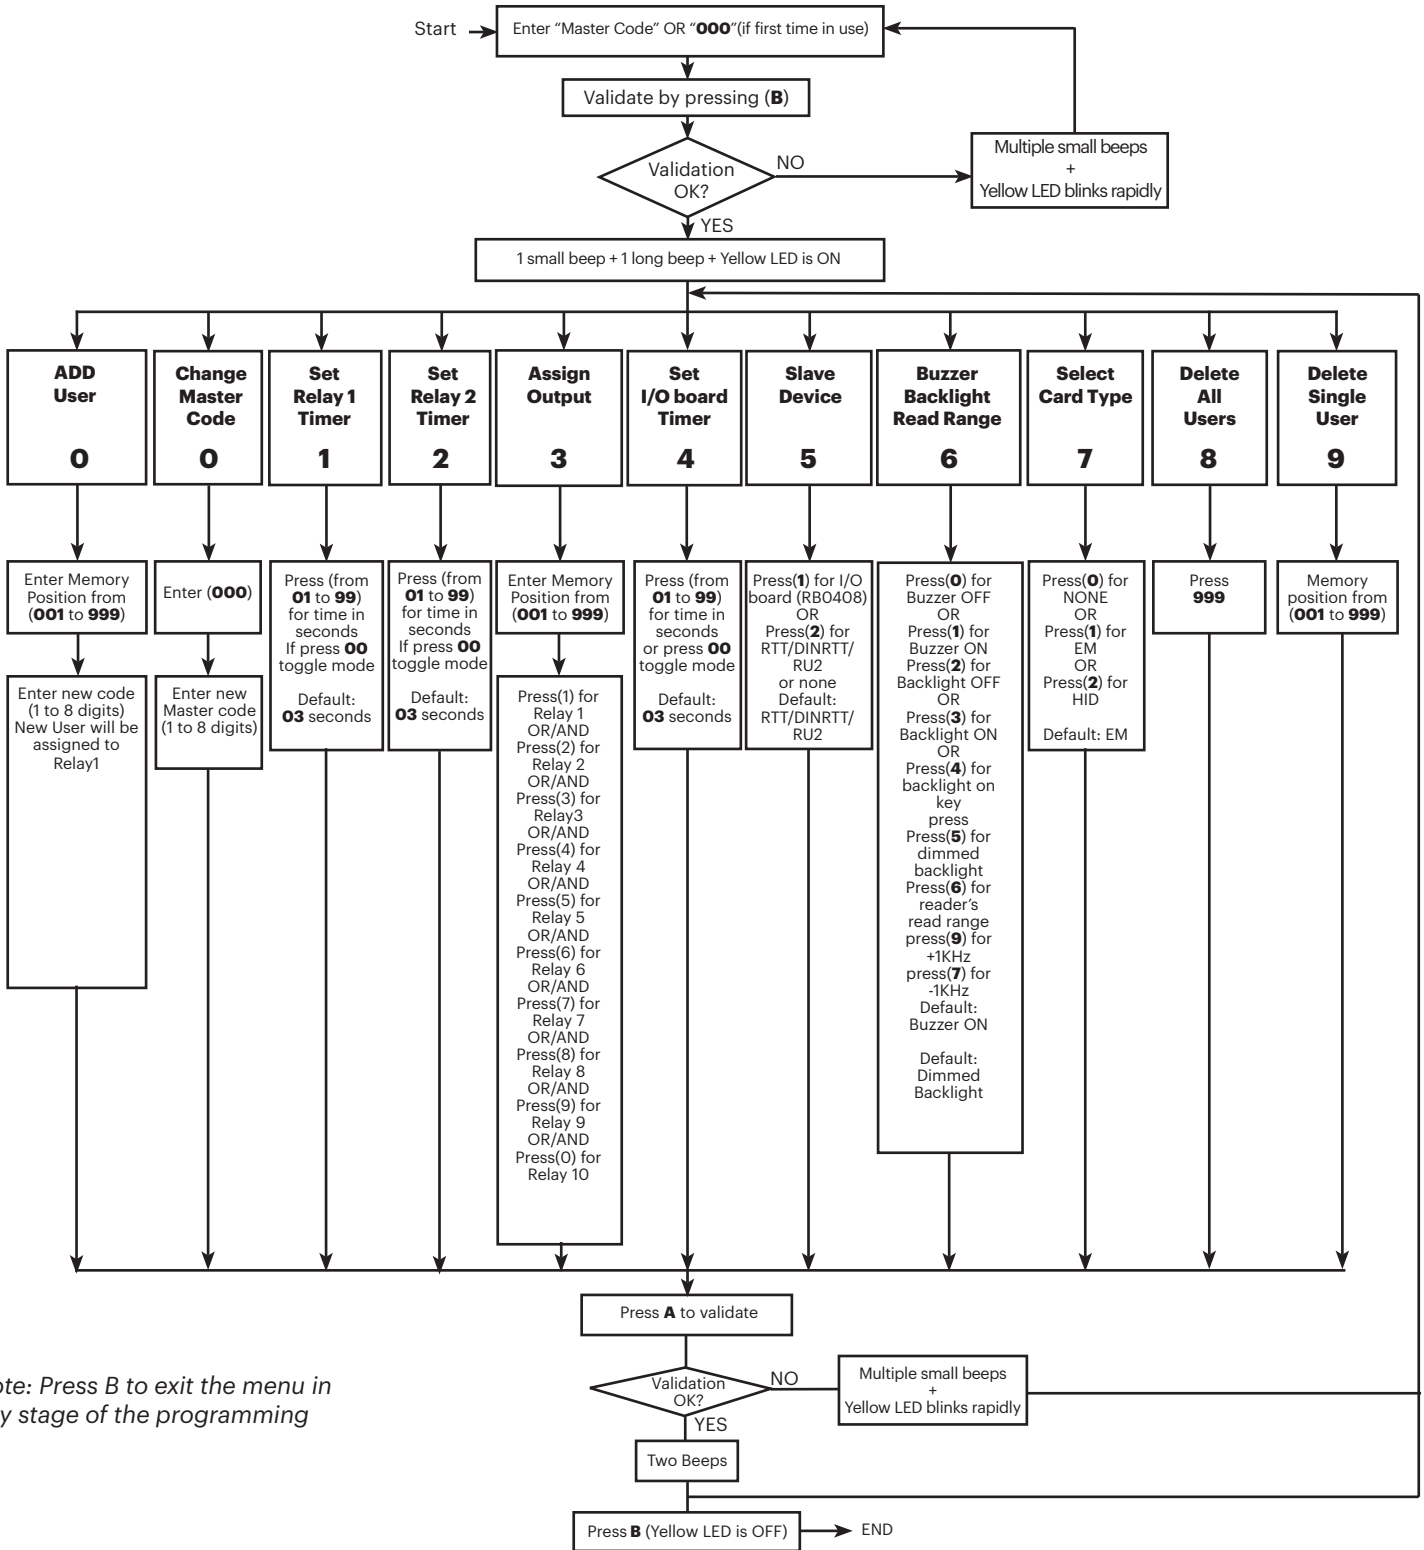 Start
Enter “Master Code” OR “000”(if first time in use)
Validate by pressing (B)
Validation
OK?
NO
Multiple small beeps
+
Yellow LED blinks rapidly
YES
1 small beep + 1 long beep + Yellow LED is ON
ADD
User
0
Change
Master
Code
0
Set
Relay 1
Timer
1
Set
Relay 2
Timer
2
Assign
Output
3
Set
I/O board
Timer
4
Slave
Device
5
Buzzer
Backlight
Read Range
6
Select
Card Type
7
Delete
All
Users
8
Delete
Single
User
9
Enter Memory
Position from
(001 to 999)
Enter new code
(1 to 8 digits)
New User will be
assigned to
Relay1
Enter (000)
Enter new
Master code
(1 to 8 digits)
Press (from
01 to 99)
for time in
seconds
If press 00
toggle mode
Default:
03 seconds
Press (from
01 to 99)
for time in
seconds
If press 00
toggle mode
Default:
03 seconds
Enter Memory
Position from
(001 to 999)
Press(1) for
Relay 1
OR/AND
Press(2) for
Relay 2
OR/AND
Press(3) for
Relay3
OR/AND
Press(4) for
Relay 4
OR/AND
Press(5) for
Relay 5
OR/AND
Press(6) for
Relay 6
OR/AND
Press(7) for
Relay 7
OR/AND
Press(8) for
Relay 8
OR/AND
Press(9) for
Relay 9
OR/AND
Press(0) for
Relay 10
Press (from
01 to 99)
for time in
seconds
or press 00
toggle mode
Default:
03 seconds
Press(1) for I/O
board (RB0408)
OR
Press(2) for
RTT/DINRTT/
RU2
or none
Default:
RTT/DINRTT/
RU2
Press(0) for
Buzzer OFF
OR
Press(1) for
Buzzer ON
Press(2) for
Backlight OFF
OR
Press(3) for
Backlight ON
OR
Press(4) for
backlight on
key
press
Press(5) for
dimmed
backlight
Press(6) for
reader’s
read range
press(9) for
+1KHz
press(7) for
-1KHz
Default:
Buzzer ON
Default:
Dimmed
Backlight
Press(0) for
NONE
OR
Press(1) for
EM
OR
Press(2) for
HID
Default: EM
Press
999
Memory
position from
(001 to 999)
Press A to validate
Validation
OK?
NO
Multiple small beeps
+
Yellow LED blinks rapidly
YES
Two Beeps
Press B (Yellow LED is OFF)
END
ote: Press B to exit the menu in
y stage of the programming